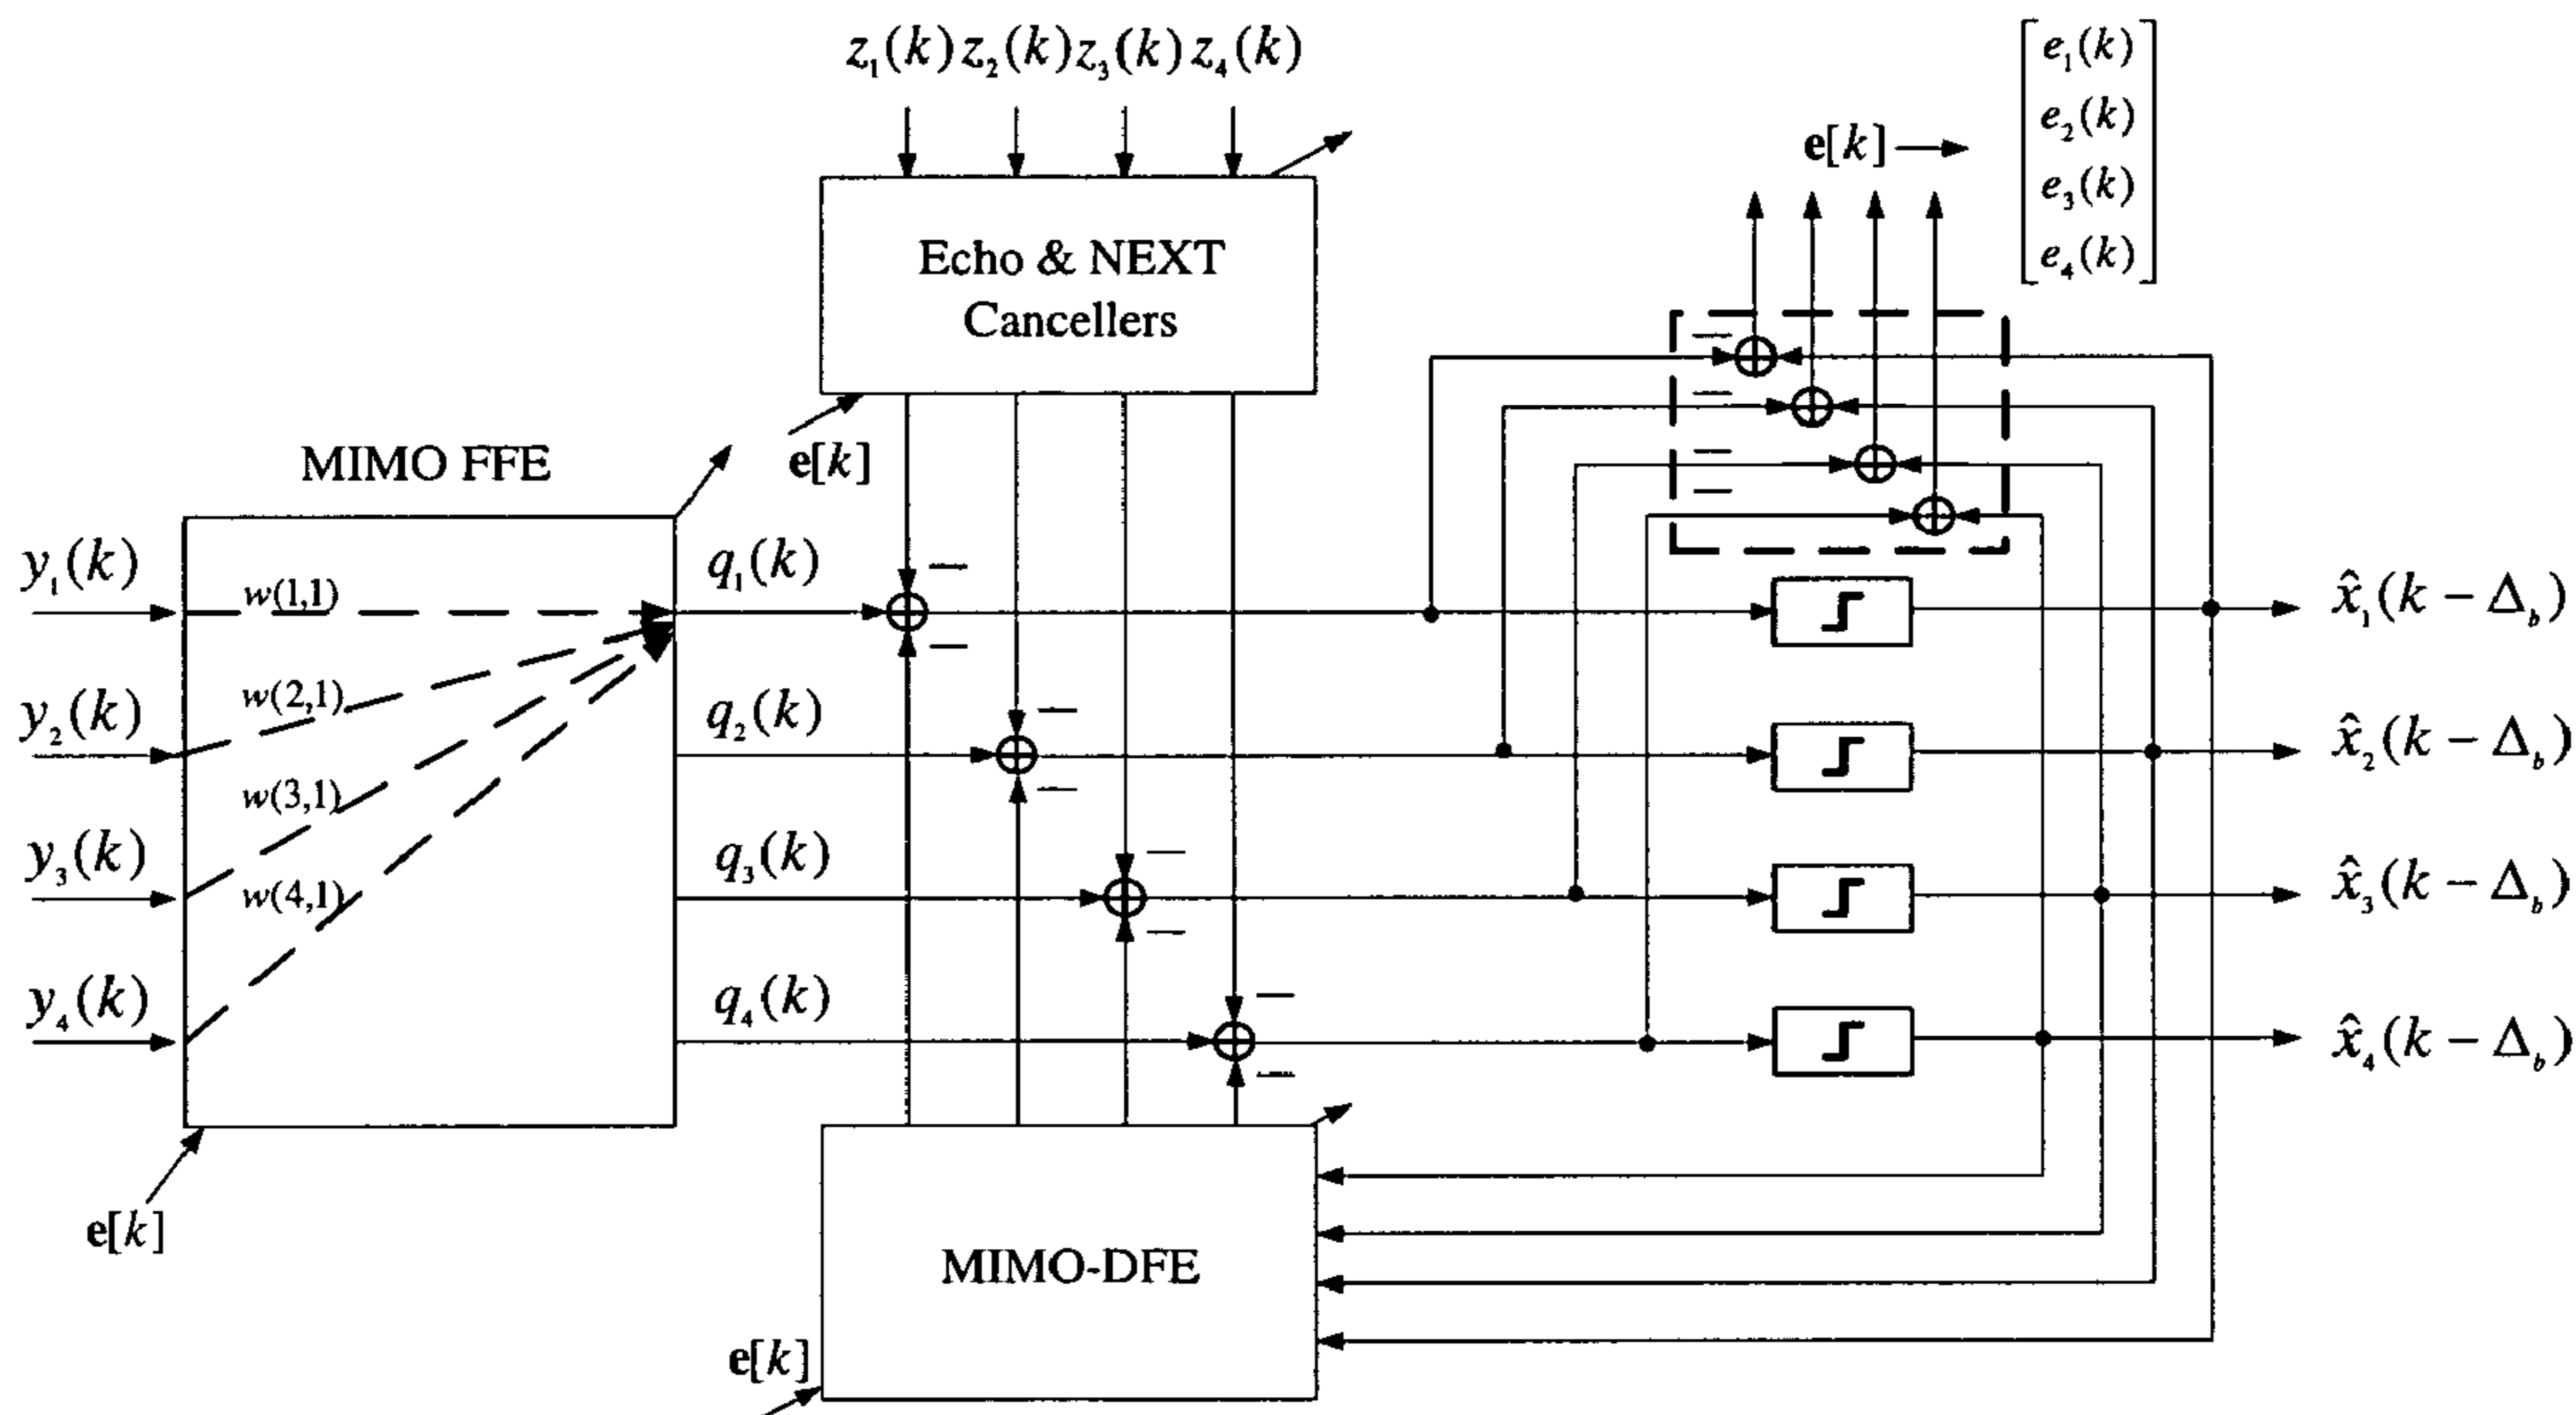 z₁(k) z₂(k) z₃(k) z₄(k)
e₁(k)
e₂(k)
e₃(k)
e₄(k)
e[k]
Echo & NEXT
Cancellers
e[k]
MIMO FFE
y₁(k)
w(1,1)
q₁(k)
x̂₁(k − Δ_b)
y₂(k)
w(2,1)
q₂(k)
x̂₂(k − Δ_b)
y₃(k)
w(3,1)
q₃(k)
x̂₃(k − Δ_b)
y₄(k)
w(4,1)
q₄(k)
x̂₄(k − Δ_b)
e[k]
MIMO-DFE
e[k]